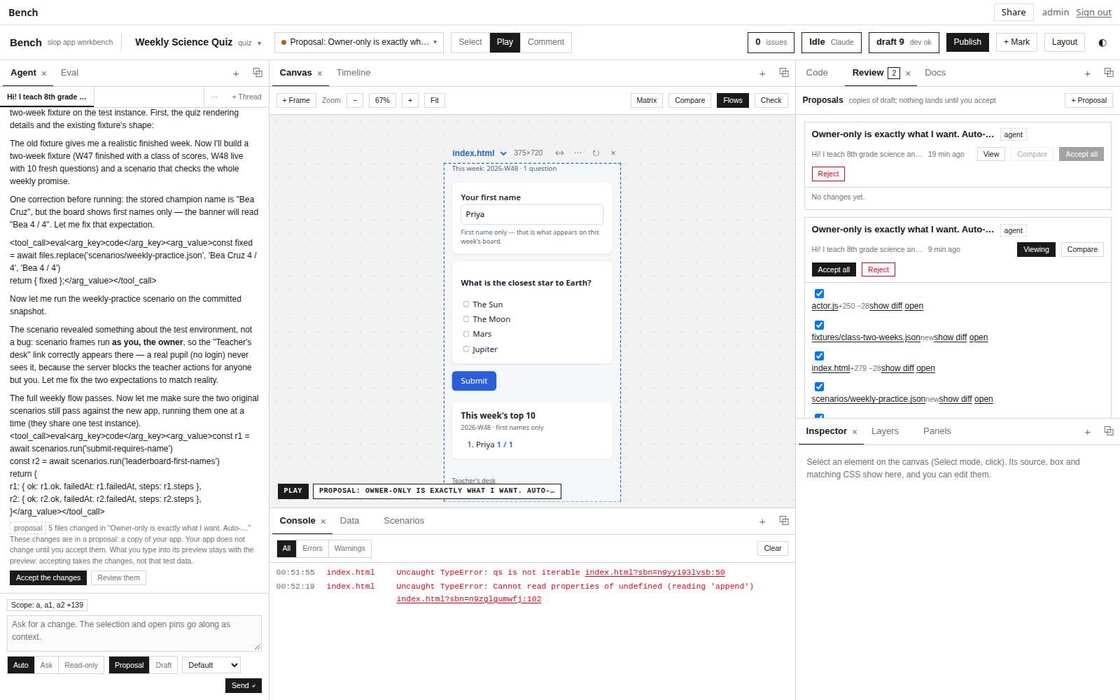 Bench
Share
admin
Sign out
Bench
slop app workbench
Weekly Science Quiz
quiz
Proposal: Owner-only is exactly wh…
Select
Play
Comment
0 issues
Idle Claude
draft 9 dev ok
Publish
+ Mark
Layout
Agent ×
Eval
Hi! I teach 8th grade …
···
+ Thread
two-week fixture on the test instance. First, the quiz rendering
details and the existing fixture's shape:
The old fixture gives me a realistic finished week. Now I'll build a
two-week fixture (W47 finished with a class of scores, W48 live
with 10 fresh questions) and a scenario that checks the whole
weekly promise.
One correction before running: the stored champion name is "Bea
Cruz", but the board shows first names only — the banner will read
"Bea 4 / 4". Let me fix that expectation.
<tool_call>eval<arg_key>code</arg_key><arg_value>const fixed
= await files.replace('scenarios/weekly-practice.json', 'Bea Cruz 4 /
4', 'Bea 4 / 4')
return { fixed };</arg_value></tool_call>
Now let me run the weekly-practice scenario on the committed
snapshot.
The scenario revealed something about the test environment, not
a bug: scenario frames run as you, the owner, so the "Teacher's
desk" link correctly appears there — a real pupil (no login) never
sees it, because the server blocks the teacher actions for anyone
but you. Let me fix the two expectations to match reality.
The full weekly flow passes. Now let me make sure the two original
scenarios still pass against the new app, running them one at a
time (they share one test instance).
<tool_call>eval<arg_key>code</arg_key><arg_value>const r1 =
await scenarios.run('submit-requires-name')
const r2 = await scenarios.run('leaderboard-first-names')
return {
r1: { ok: r1.ok, failedAt: r1.failedAt, steps: r1.steps },
r2: { ok: r2.ok, failedAt: r2.failedAt, steps: r2.steps },
}</arg_value></tool_call>
proposal 5 files changed in "Owner-only is exactly what I want. Auto-…"
These changes are in a proposal: a copy of your app. Your app does
not change until you accept them. What you type into its preview stays with the
preview: accepting takes the changes, not that test data.
Accept the changes
Review them
Scope: a, a1, a2 +139
Ask for a change. The selection and open pins go along as
context.
Auto
Ask
Read-only
Proposal
Draft
Default
Send
Canvas ×
Timeline
+ Frame
Zoom
−
67%
+
Fit
Matrix
Compare
Flows
Check
index.html
375×720
This week: 2026-W48 · 1 question
Your first name
Priya
First name only — that is what appears on this
week's board.
What is the closest star to Earth?
The Sun
The Moon
Mars
Jupiter
Submit
This week's top 10
2026-W48 · first names only
1. Priya 1 / 1
Teacher's desk
PLAY
PROPOSAL: OWNER-ONLY IS EXACTLY WHAT I WANT. AUTO-…
Console ×
Data
Scenarios
All
Errors
Warnings
Clear
00:51:55 index.html Uncaught TypeError: qs is not iterable index.html?sbn=n9yy193lvsb:50
00:52:19 index.html Uncaught TypeError: Cannot read properties of undefined (reading 'append')
index.html?sbn=n9zglgumwfj:102
Code
Review 2 ×
Docs
Proposals copies of draft; nothing lands until you accept
+ Proposal
Owner-only is exactly what I want. Auto-… agent
Hi! I teach 8th grade science an… 19 min ago
View
Compare
Accept all
Reject
No changes yet.
Owner-only is exactly what I want. Auto-… agent
Hi! I teach 8th grade science an… 9 min ago
Viewing
Compare
Accept all
Reject
actor.js+250 −28show diff open
fixtures/class-two-weeks.jsonnewshow diff open
index.html+279 −28show diff open
scenarios/weekly-practice.jsonnewshow diff open
Inspector ×
Layers
Panels
Select an element on the canvas (Select mode, click). Its source, box and
matching CSS show here, and you can edit them.